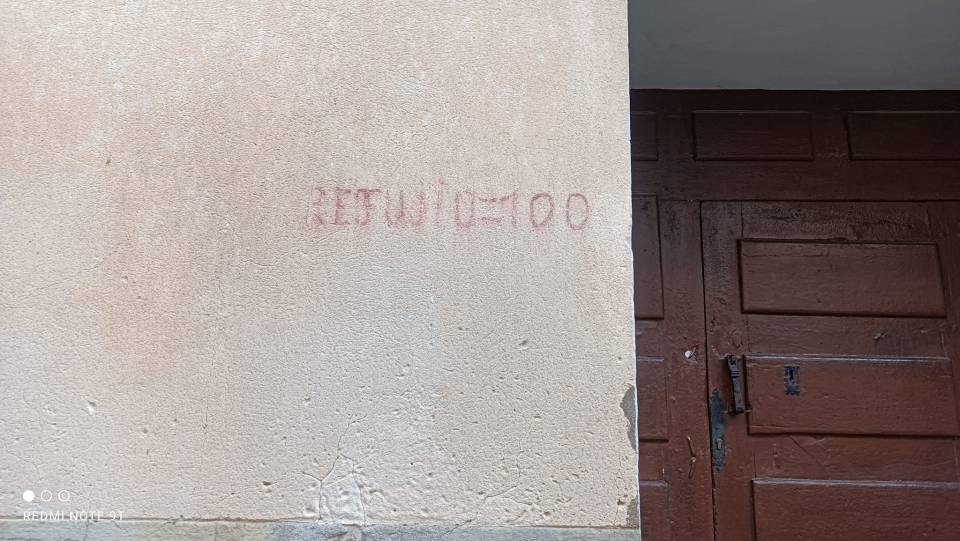 REFUJIO=100
REDMI NOTE 9T